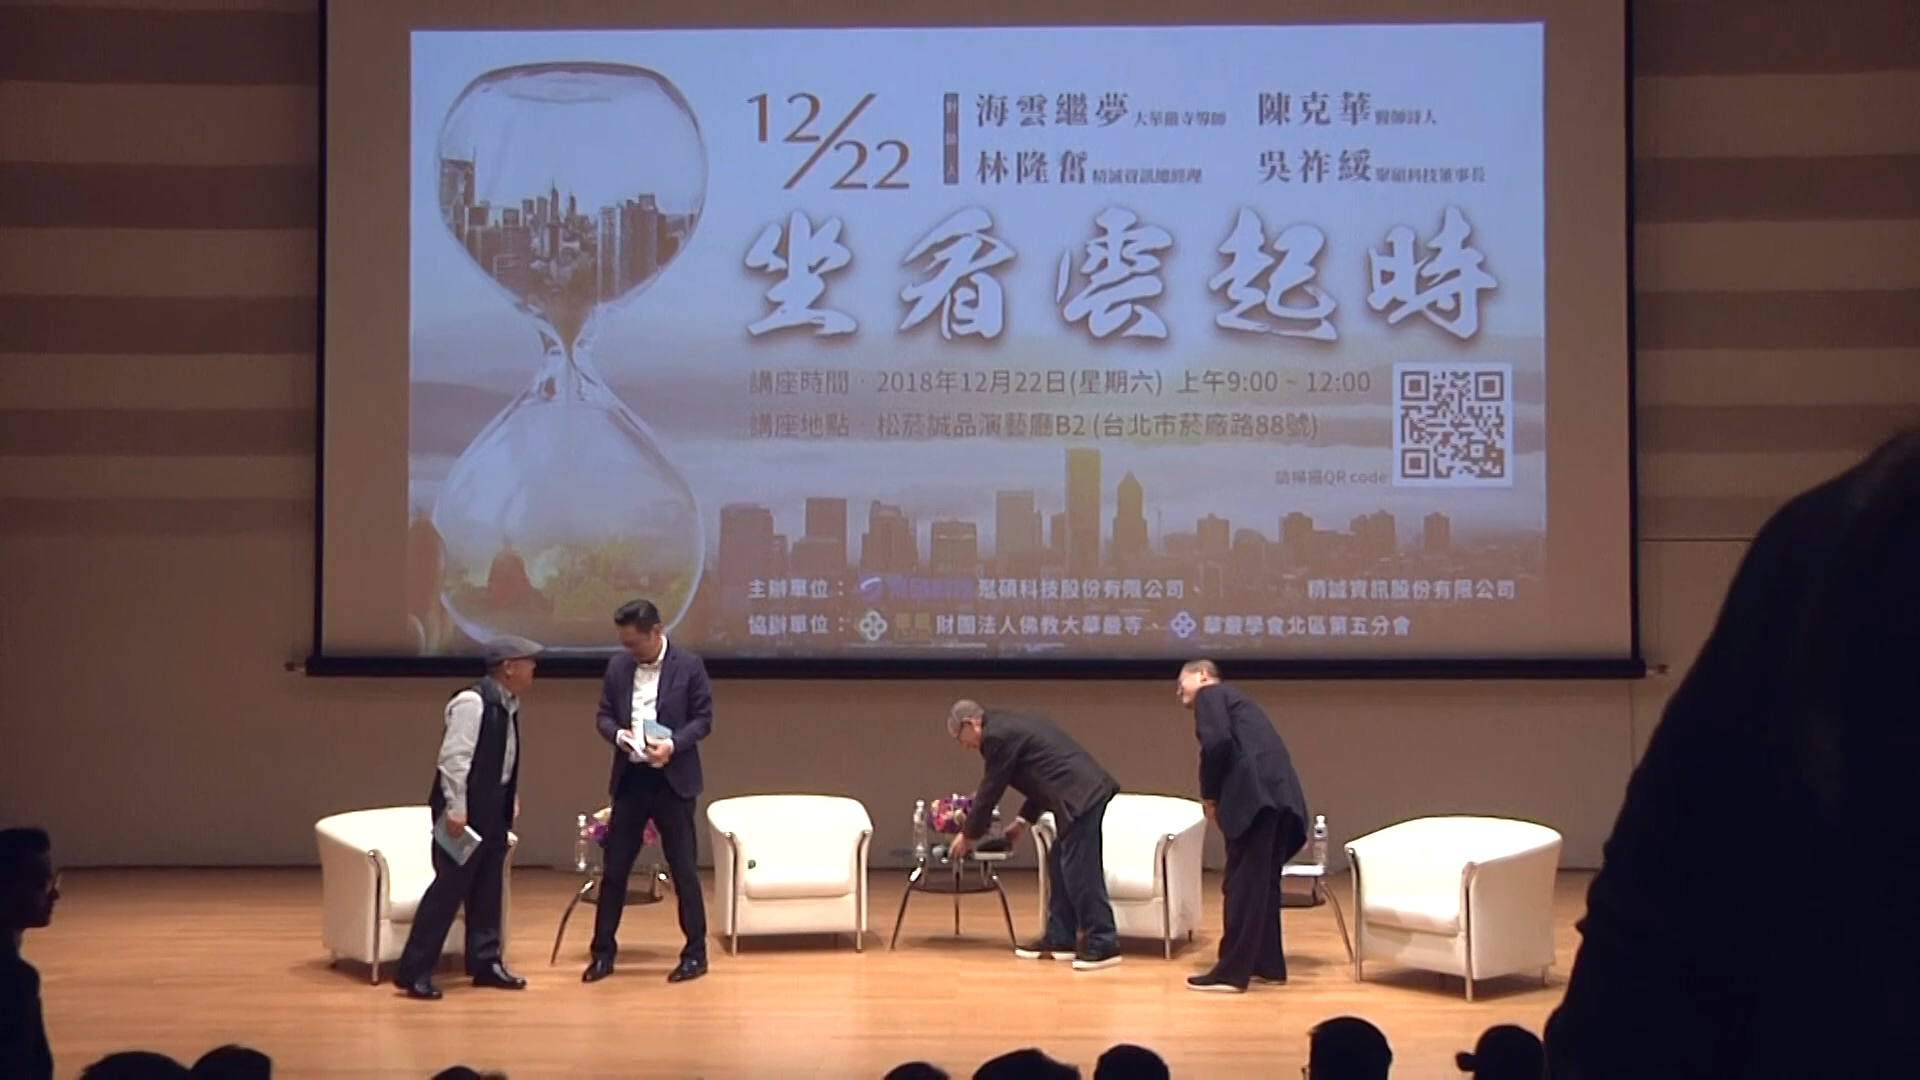 12/22
對談人
海雲繼夢 大華嚴寺導師 陳克華 醫師詩人
林隆奮 精誠資訊總經理 吳祚綏 聚碩科技董事長
坐看雲起時
講座時間·2018年12月22日(星期六) 上午9:00 ~ 12:00
講座地點·松菸誠品演藝廳B2 (台北市菸廠路88號)
請掃描QR code
主辦單位： 聚碩科技股份有限公司、 精誠資訊股份有限公司
協辦單位： 華嚴 財團法人佛教大華嚴寺、 華嚴學會北區第五分會